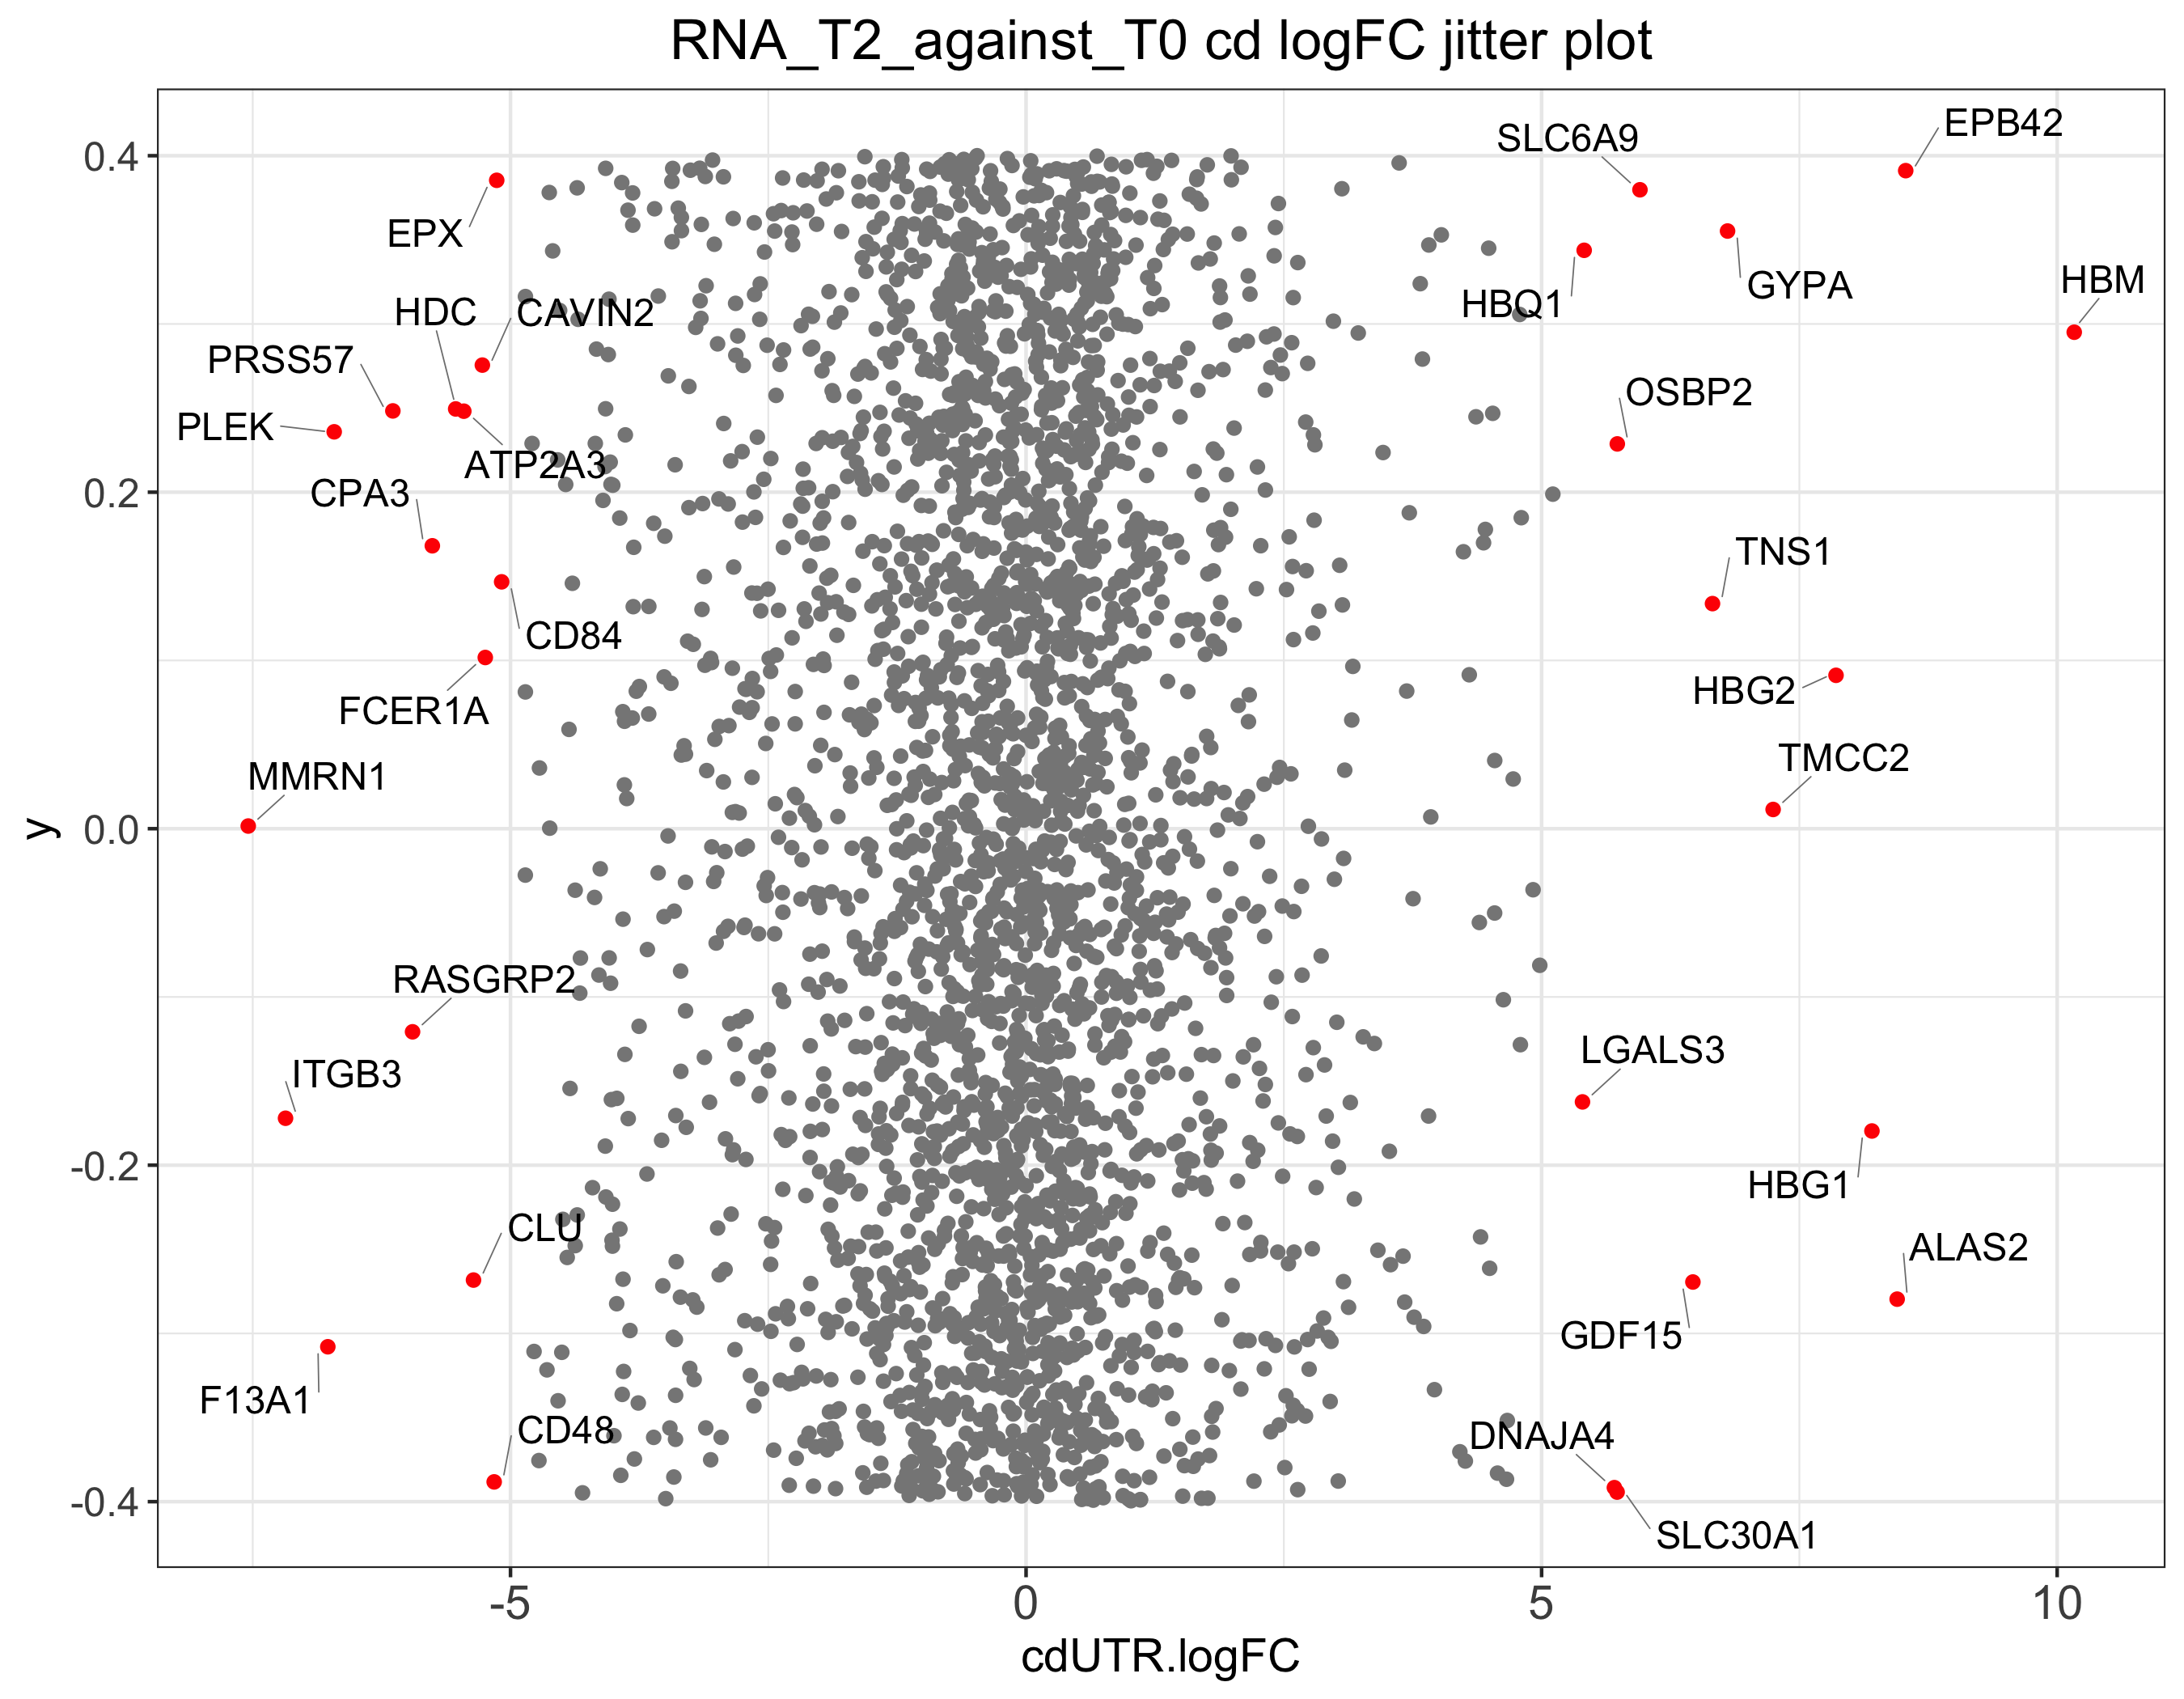 RNA_T2_against_T0 cd logFC jitter plot
EPB42
SLC6A9
0.4
EPX
GYPA
HBM
HBQ1
HDC
CAVIN2
PRSS57
OSBP2
PLEK
ATP2A3
CPA3
0.2
TNS1
CD84
HBG2
FCER1A
TMCC2
MMRN1
y
0.0
RASGRP2
LGALS3
ITGB3
-0.2
HBG1
CLU
ALAS2
GDF15
F13A1
CD48
DNAJA4
-0.4
SLC30A1
-5
0
5
10
cdUTR.logFC